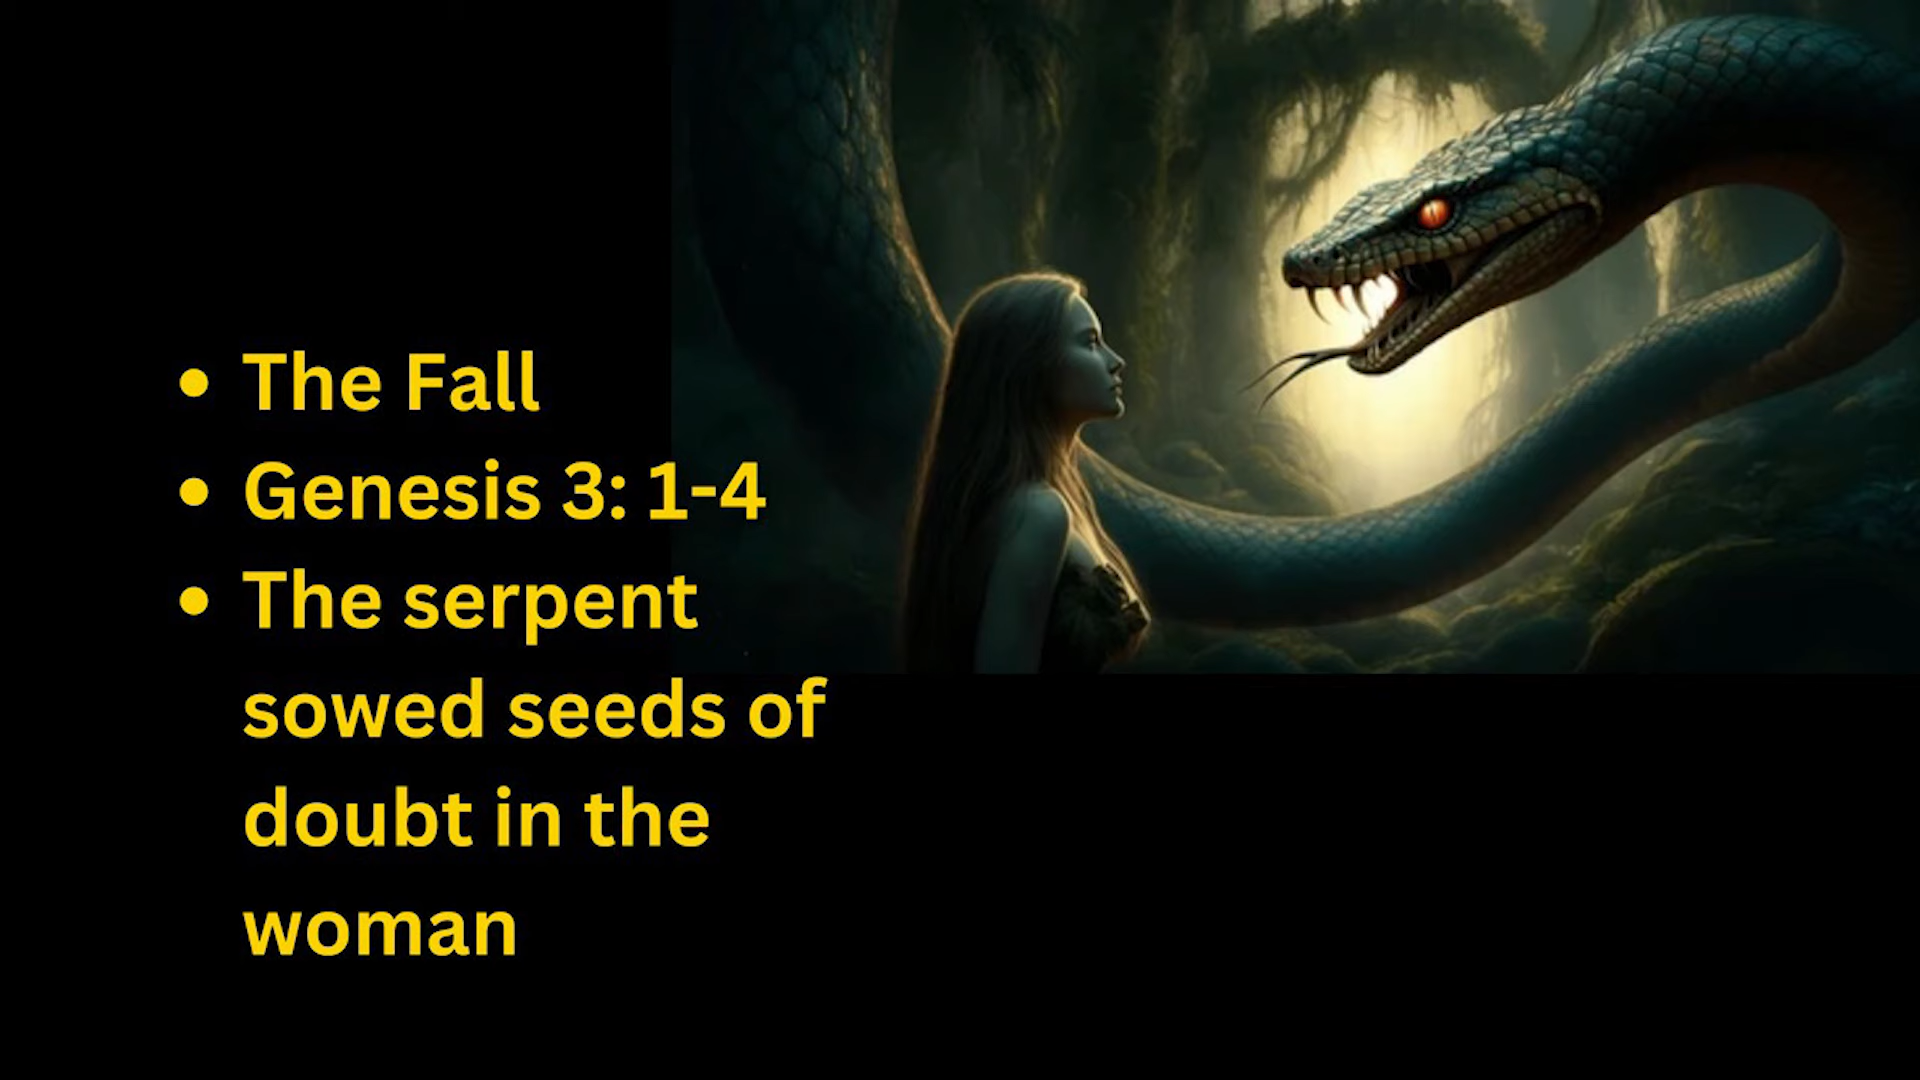 • The Fall
• Genesis 3: 1-4
• The serpent
sowed seeds of
doubt in the
woman